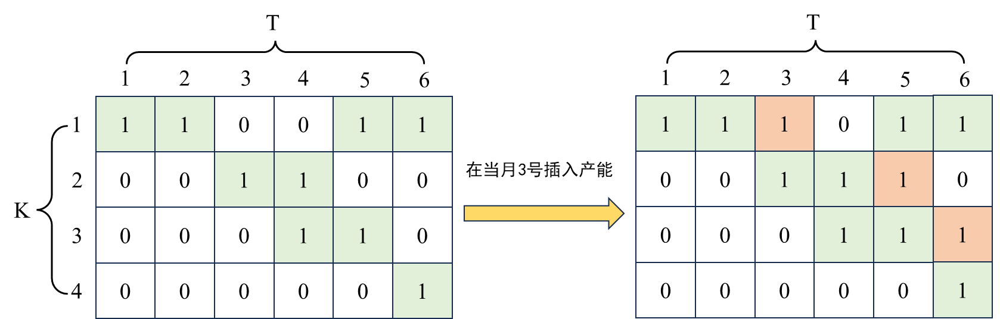 T
1 2 3 4 5 6
1 1 1 0 0 1 1
2 0 0 1 1 0 0
3 0 0 0 1 1 0
4 0 0 0 0 0 1
K
在当月3号插入产能
T
1 2 3 4 5 6
1 1 1 0 1 1
0 0 1 1 1 0
0 0 0 1 1 1
0 0 0 0 0 1